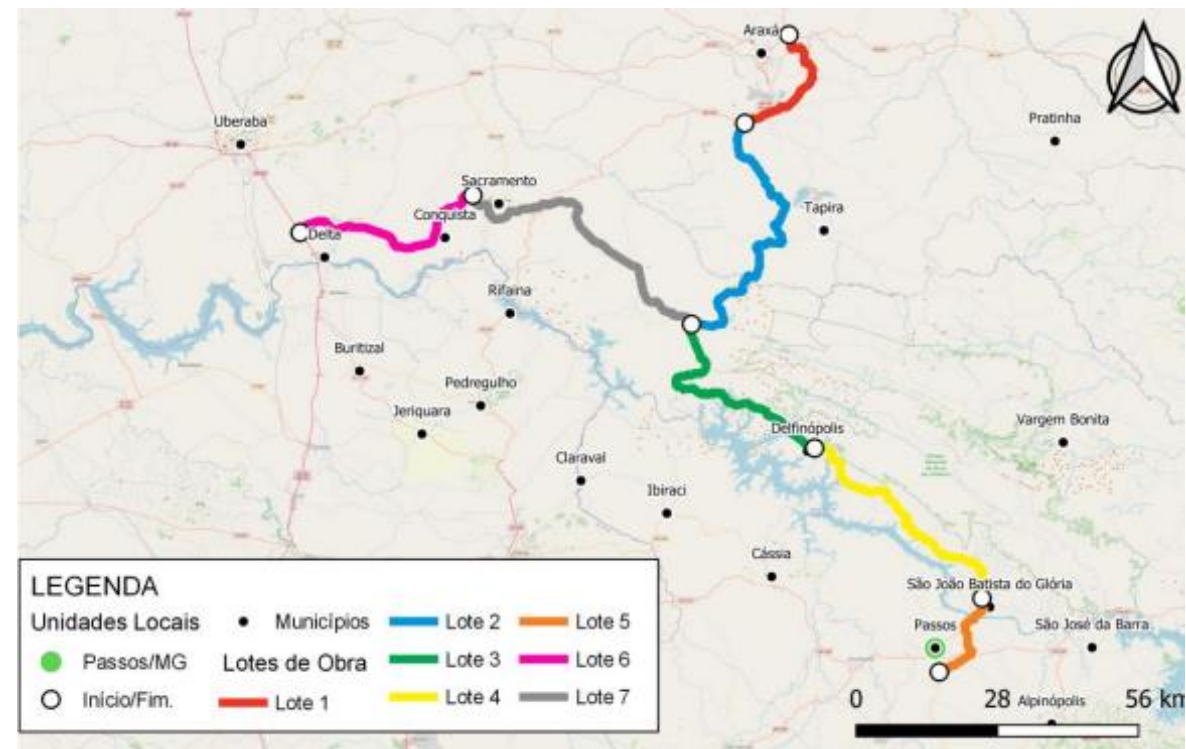 Araxá
Pratinha
Uberaba
Sacramento
Conquista
Tapira
Delta
Rifaina
Buritizal
Pedregulho
Jeriquara
Delfinópolis
Vargem Bonita
Claraval
Ibiraci
Cássia
São João Batista do Glória
Passos
São José da Barra
Alpinópolis
LEGENDA
Unidades Locais
Passos/MG
Início/Fim.
Municípios
Lotes de Obra
Lote 1
Lote 2
Lote 3
Lote 4
Lote 5
Lote 6
Lote 7
0 28 56 km